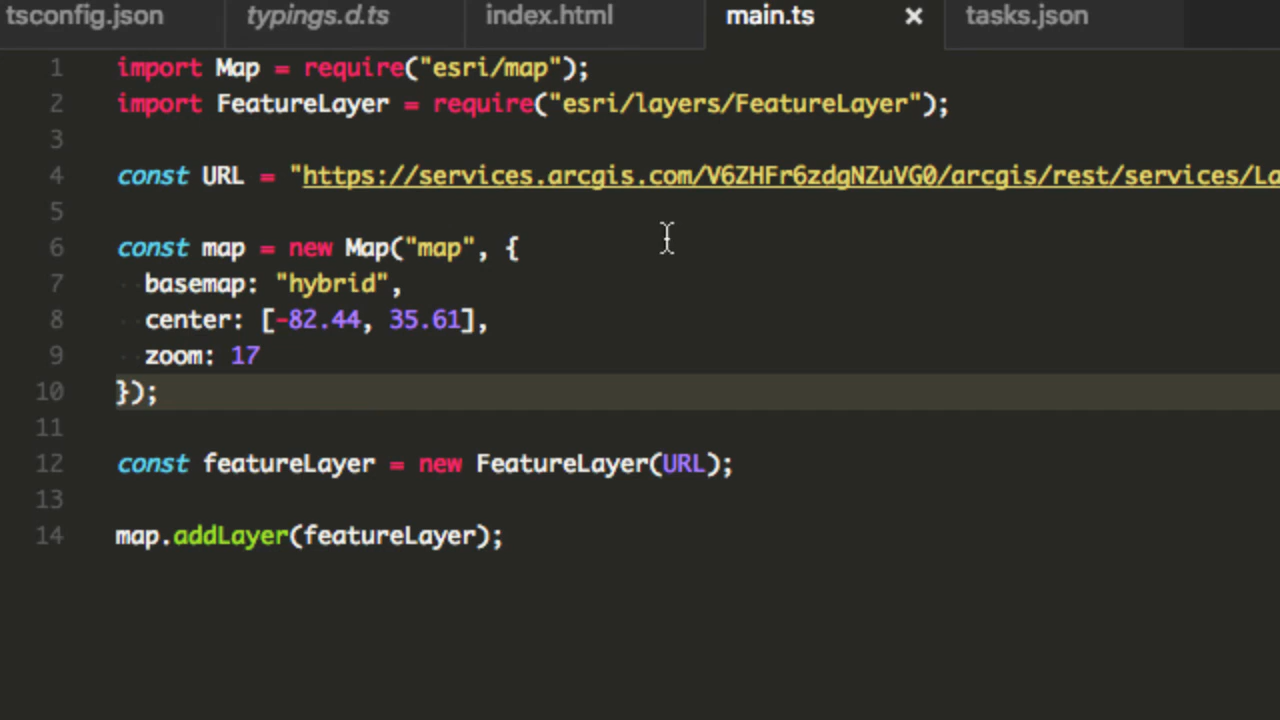 tsconfig.json typings.d.ts index.html main.ts × tasks.json
1 import Map = require("esri/map");
2 import FeatureLayer = require("esri/layers/FeatureLayer");
3
4 const URL = "https://services.arcgis.com/V6ZHFr6zdgNZuVG0/arcgis/rest/services/La
5
6 const map = new Map("map", {
7 basemap: "hybrid",
8 center: [-82.44, 35.61],
9 zoom: 17
10 });
11
12 const featureLayer = new FeatureLayer(URL);
13
14 map.addLayer(featureLayer);